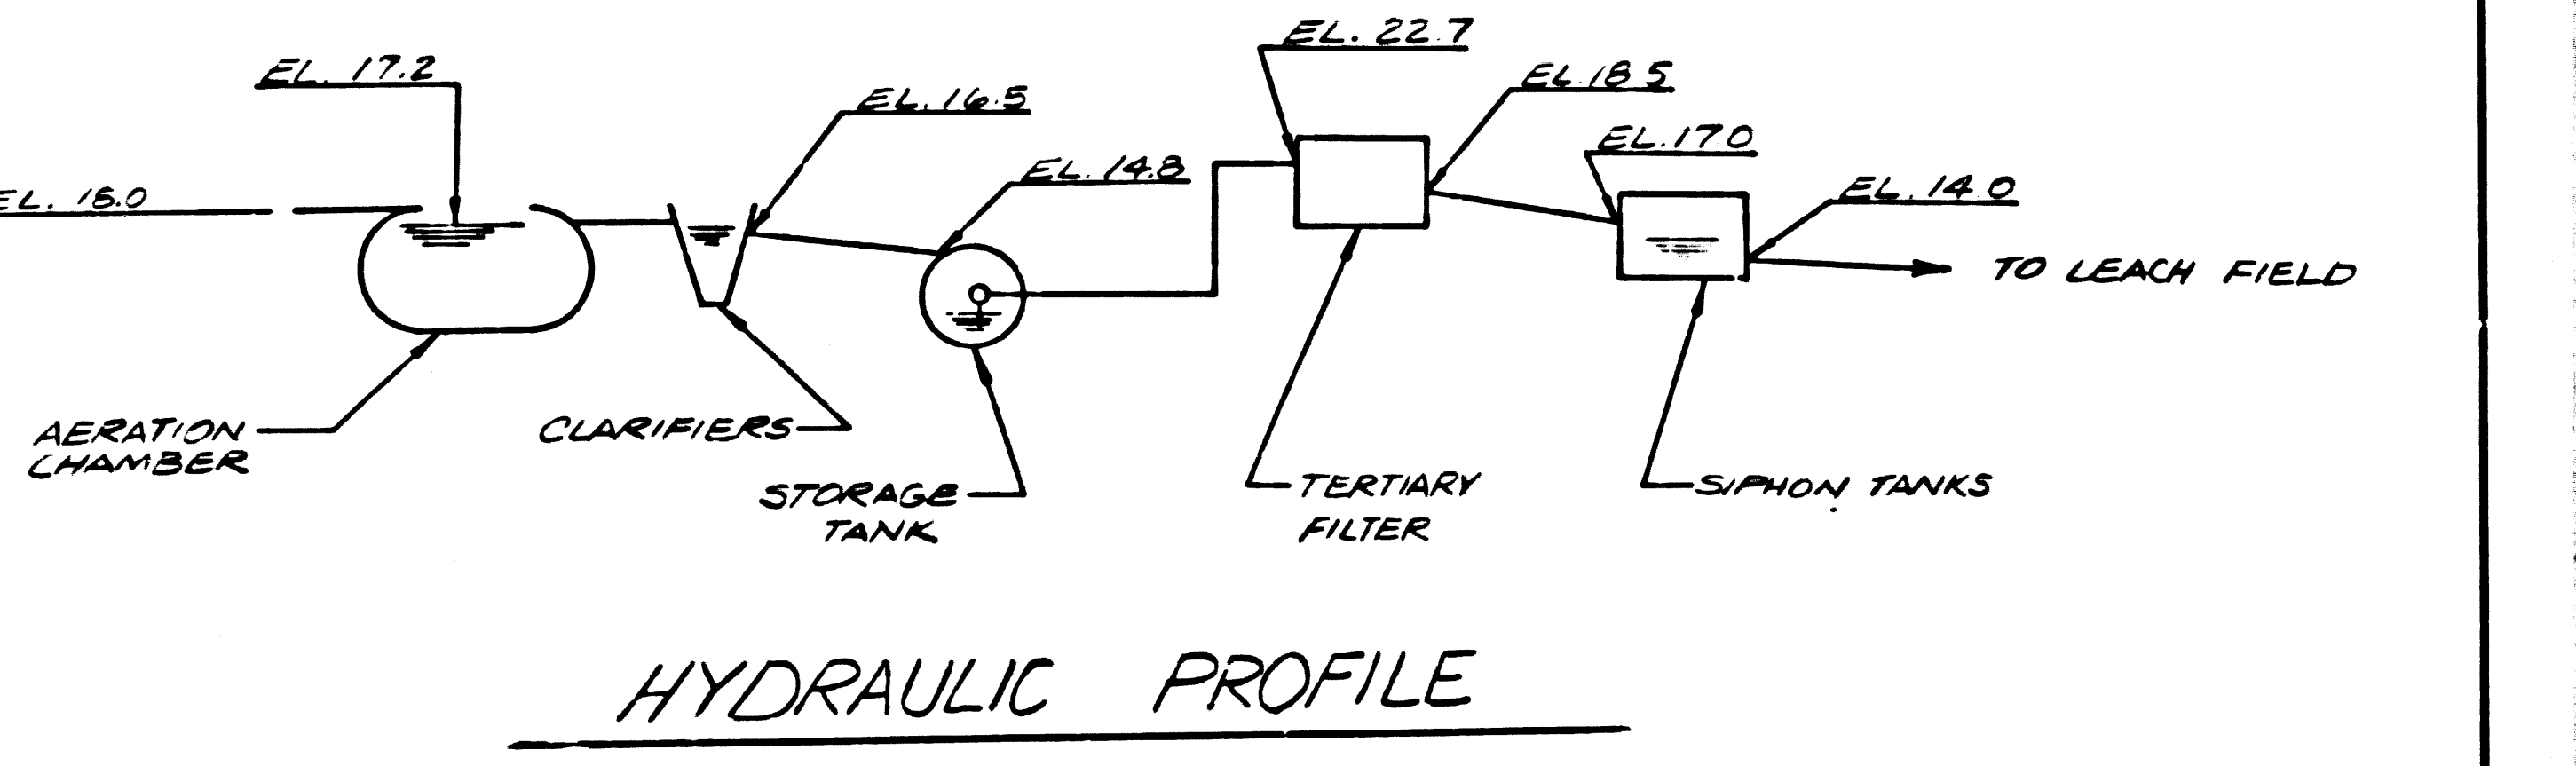 EL. 22.7
EL. 17.2
EL. 18.5
EL. 16.5
EL. 17.0
EL. 14.8
EL. 14.0
EL. 18.0
TO LEACH FIELD
AERATION
CHAMBER
CLARIFIERS
STORAGE
TANK
TERTIARY
FILTER
SIPHON TANKS
HYDRAULIC PROFILE